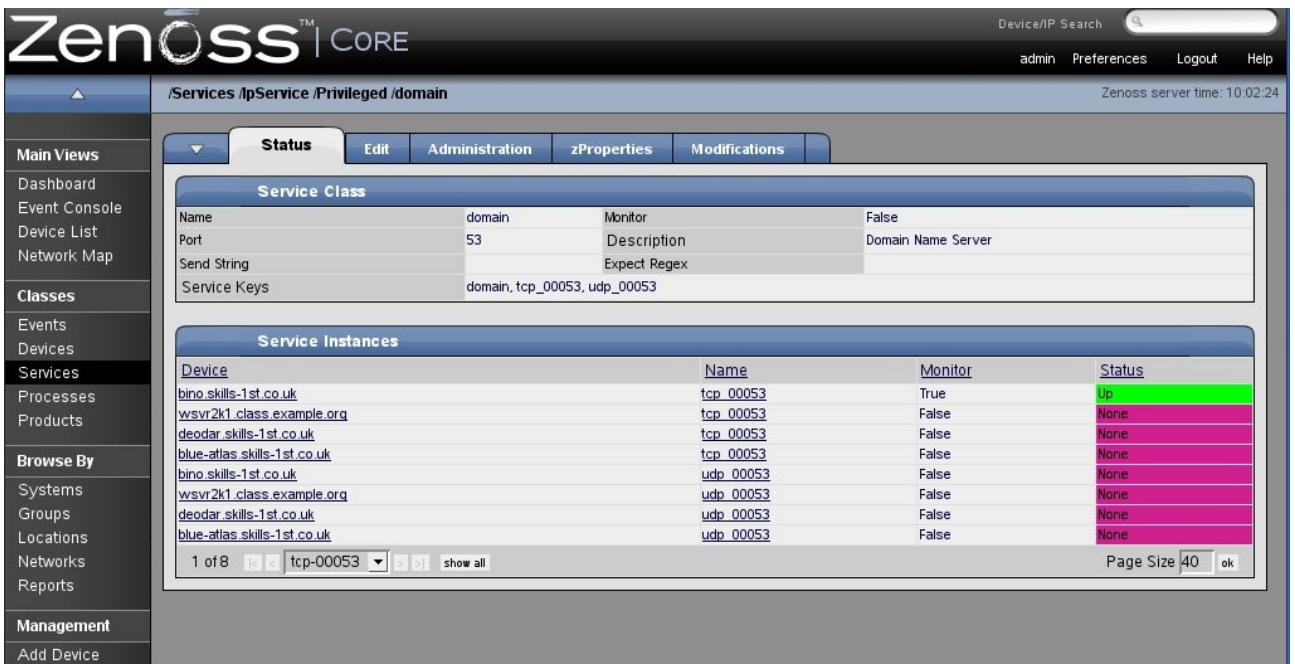 Zenoss™ | CORE
Device/IP Search
admin Preferences Logout Help
/Services /IpService /Privileged /domain
Zenoss server time: 10:02:24
Main Views
Dashboard
Event Console
Device List
Network Map
Classes
Events
Devices
Services
Processes
Products
Browse By
Systems
Groups
Locations
Networks
Reports
Management
Add Device
Status Edit Administration zProperties Modifications
Service Class
Name domain Monitor False
Port 53 Description Domain Name Server
Send String Expect Regex
Service Keys domain, tcp_00053, udp_00053
Service Instances
Device Name Monitor Status
bino.skills-1st.co.uk tcp_00053 True Up
wsvr2k1.class.example.org tcp_00053 False None
deodar.skills-1st.co.uk tcp_00053 False None
blue-atlas.skills-1st.co.uk tcp_00053 False None
bino.skills-1st.co.uk udp_00053 False None
wsvr2k1.class.example.org udp_00053 False None
deodar.skills-1st.co.uk udp_00053 False None
blue-atlas.skills-1st.co.uk udp_00053 False None
1 of 8 |< < tcp-00053 > >| show all Page Size 40 ok